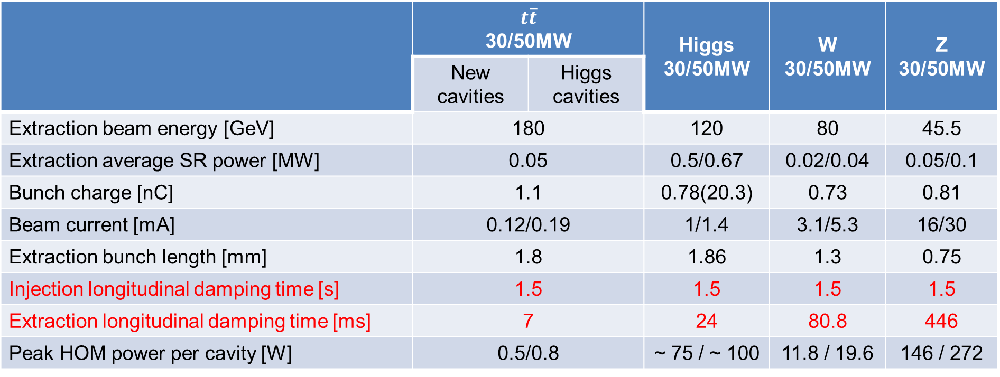 tt̄
30/50MW
Higgs
30/50MW
W
30/50MW
Z
30/50MW
New
cavities
Higgs
cavities
Extraction beam energy [GeV] 180 120 80 45.5
Extraction average SR power [MW] 0.05 0.5/0.67 0.02/0.04 0.05/0.1
Bunch charge [nC] 1.1 0.78(20.3) 0.73 0.81
Beam current [mA] 0.12/0.19 1/1.4 3.1/5.3 16/30
Extraction bunch length [mm] 1.8 1.86 1.3 0.75
Injection longitudinal damping time [s] 1.5 1.5 1.5 1.5
Extraction longitudinal damping time [ms] 7 24 80.8 446
Peak HOM power per cavity [W] 0.5/0.8 ~ 75 / ~ 100 11.8 / 19.6 146 / 272